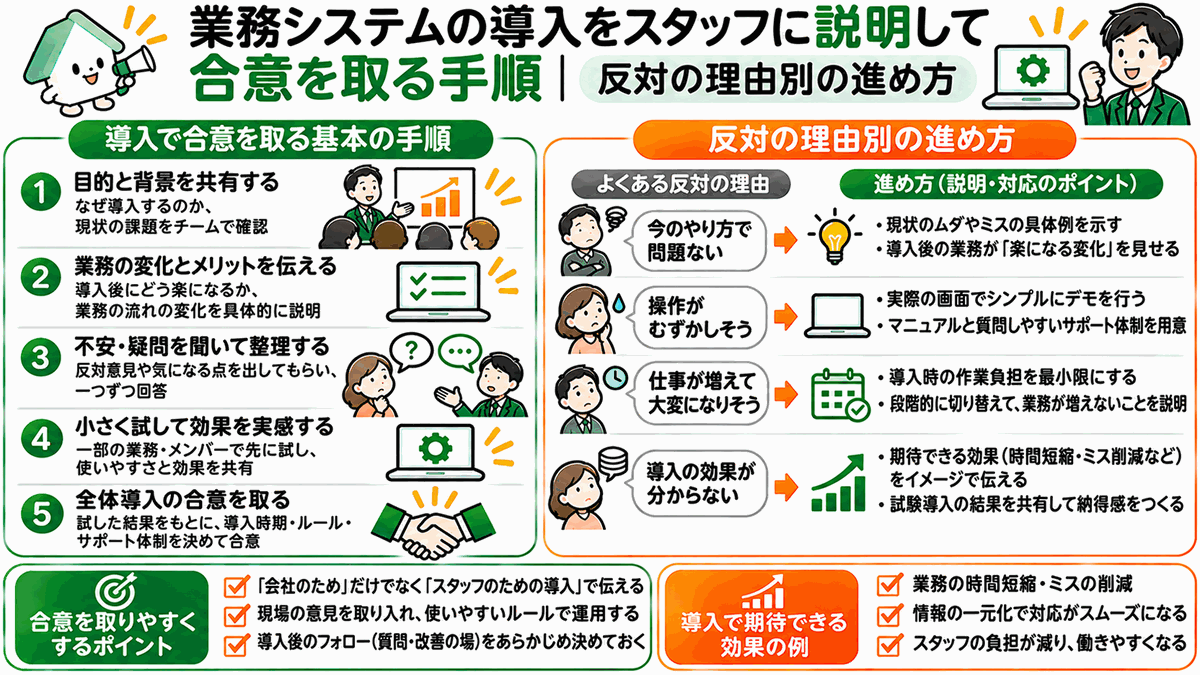 業務システムの導入をスタッフに説明して
合意を取る手順｜反対の理由別の進め方
導入で合意を取る基本の手順
1 目的と背景を共有する
なぜ導入するのか、
現状の課題をチームで確認
2 業務の変化とメリットを伝える
導入後にどう楽になるか、
業務の流れの変化を具体的に説明
3 不安・疑問を聞いて整理する
反対意見や気になる点を出してもらい、
一つずつ回答
?
4 小さく試して効果を実感する
一部の業務・メンバーで先に試し、
使いやすさと効果を共有
5 全体導入の合意を取る
試した結果をもとに、導入時期・ルール・
サポート体制を決めて合意
反対の理由別の進め方
よくある反対の理由
進め方（説明・対応のポイント）
今のやり方で
問題ない
・現状のムダやミスの具体例を示す
・導入後の業務が「楽になる変化」を見せる
操作が
むずかしそう
・実際の画面でシンプルにデモを行う
・マニュアルと質問しやすいサポート体制を用意
仕事が増えて
大変になりそう
・導入時の作業負担を最小限にする
・段階的に切り替えて、業務が増えないことを説明
導入の効果が
分からない
・期待できる効果（時間短縮・ミス削減など）
をイメージで伝える
・試験導入の結果を共有して納得感をつくる
合意を取りやすく
するポイント
「会社のため」だけでなく「スタッフのための導入」で伝える
現場の意見を取り入れ、使いやすいルールで運用する
導入後のフォロー（質問・改善の場）をあらかじめ決めておく
導入で期待できる
効果の例
業務の時間短縮・ミスの削減
情報の一元化で対応がスムーズになる
スタッフの負担が減り、働きやすくなる